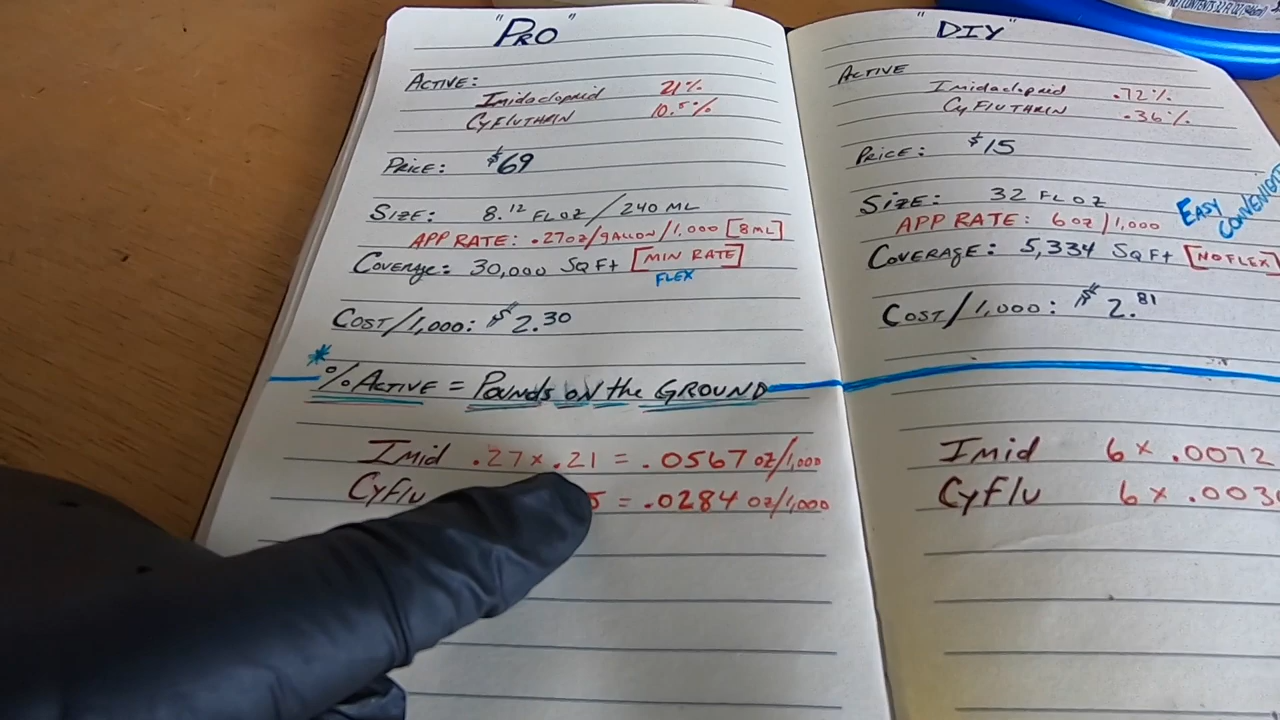 "PRO"
ACTIVE:
Imidacloprid 21%
CYFLUTHRIN 10.5%
PRICE: $69
SIZE: 8.12 FL OZ / 240 ML
APP RATE: .27oz/gALLON/1,000 [8ML]
COVERAGE: 30,000 SQ Ft [MIN RATE]
FLEX
COST/1,000: $2.30
* % ACTIVE = POUNDS ON the GROUND
Imid .27 x .21 = .0567 oz/1,000
CYFLU 5 = .0284 oz/1,000
"DIY"
ACTIVE
Imidacloprid .72%
CYFLUTHRIN .36%
PRICE: $15
SIZE: 32 FL OZ
EASY
CONVENIENT
APP RATE: 6 oz/1,000
COVERAGE: 5,334 SQ Ft [NO FLEX]
COST/1,000: $2.81
Imid 6 x .0072
CYFLU 6 x .003